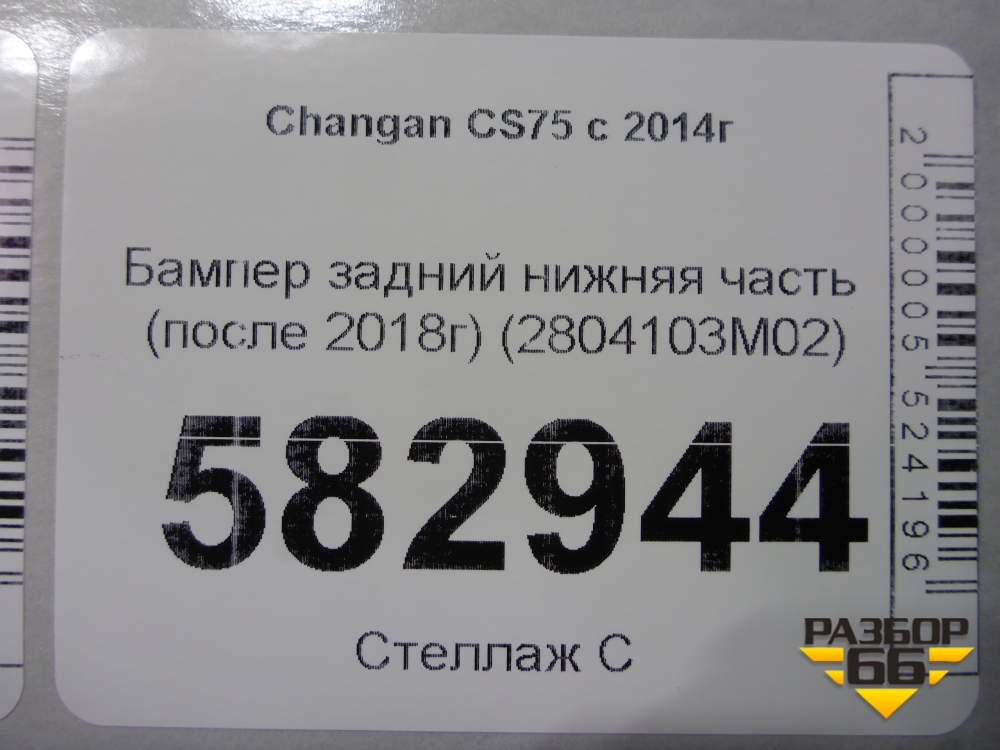 Changan CS75 с 2014г
Бампер задний нижняя часть
(после 2018г) (2804103M02)
582944
Стеллаж С
2000005524196
РАЗБОР
66